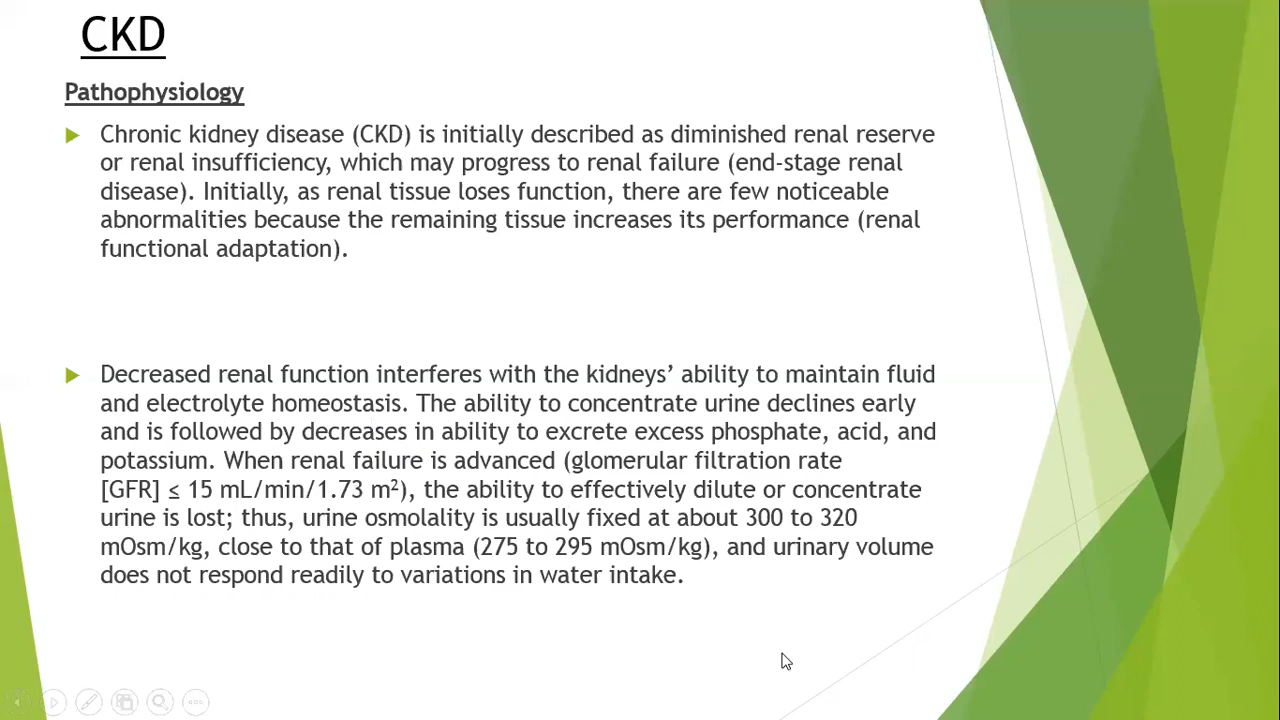 CKD
Pathophysiology
Chronic kidney disease (CKD) is initially described as diminished renal reserve
or renal insufficiency, which may progress to renal failure (end-stage renal
disease). Initially, as renal tissue loses function, there are few noticeable
abnormalities because the remaining tissue increases its performance (renal
functional adaptation).
Decreased renal function interferes with the kidneys’ ability to maintain fluid
and electrolyte homeostasis. The ability to concentrate urine declines early
and is followed by decreases in ability to excrete excess phosphate, acid, and
potassium. When renal failure is advanced (glomerular filtration rate
[GFR] ≤ 15 mL/min/1.73 m²), the ability to effectively dilute or concentrate
urine is lost; thus, urine osmolality is usually fixed at about 300 to 320
mOsm/kg, close to that of plasma (275 to 295 mOsm/kg), and urinary volume
does not respond readily to variations in water intake.